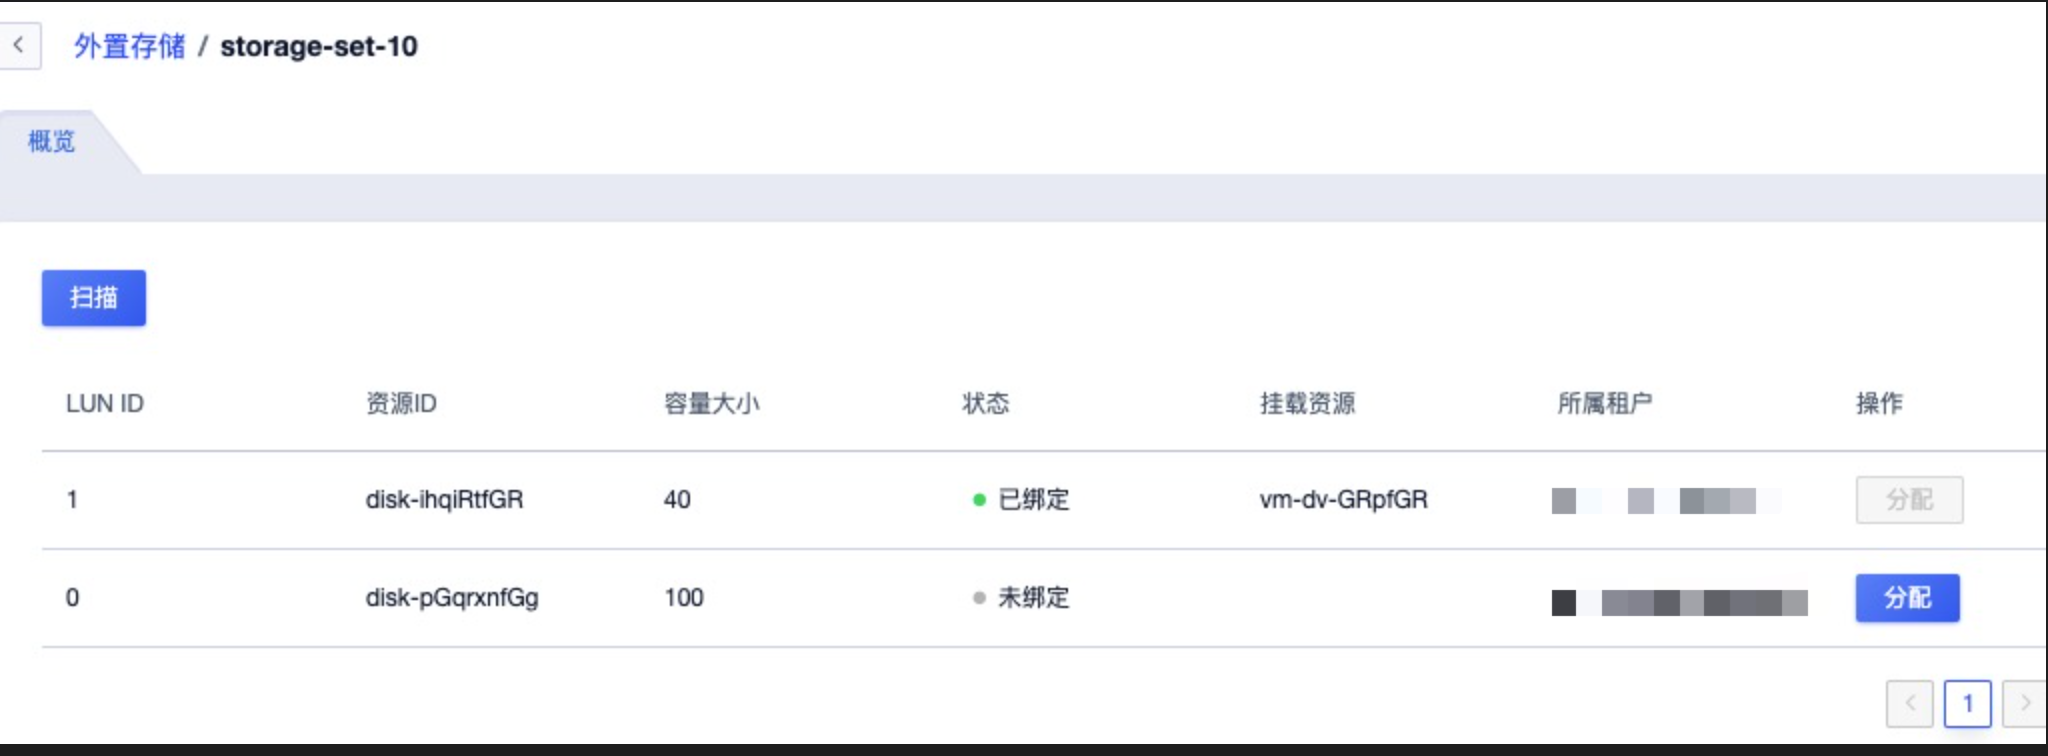 外置存储 / storage-set-10
概览
扫描
LUN ID 资源ID 容量大小 状态 挂载资源 所属租户 操作
1 disk-ihqiRtfGR 40 已绑定 vm-dv-GRpfGR 分配
0 disk-pGqrxnfGg 100 未绑定 分配
1